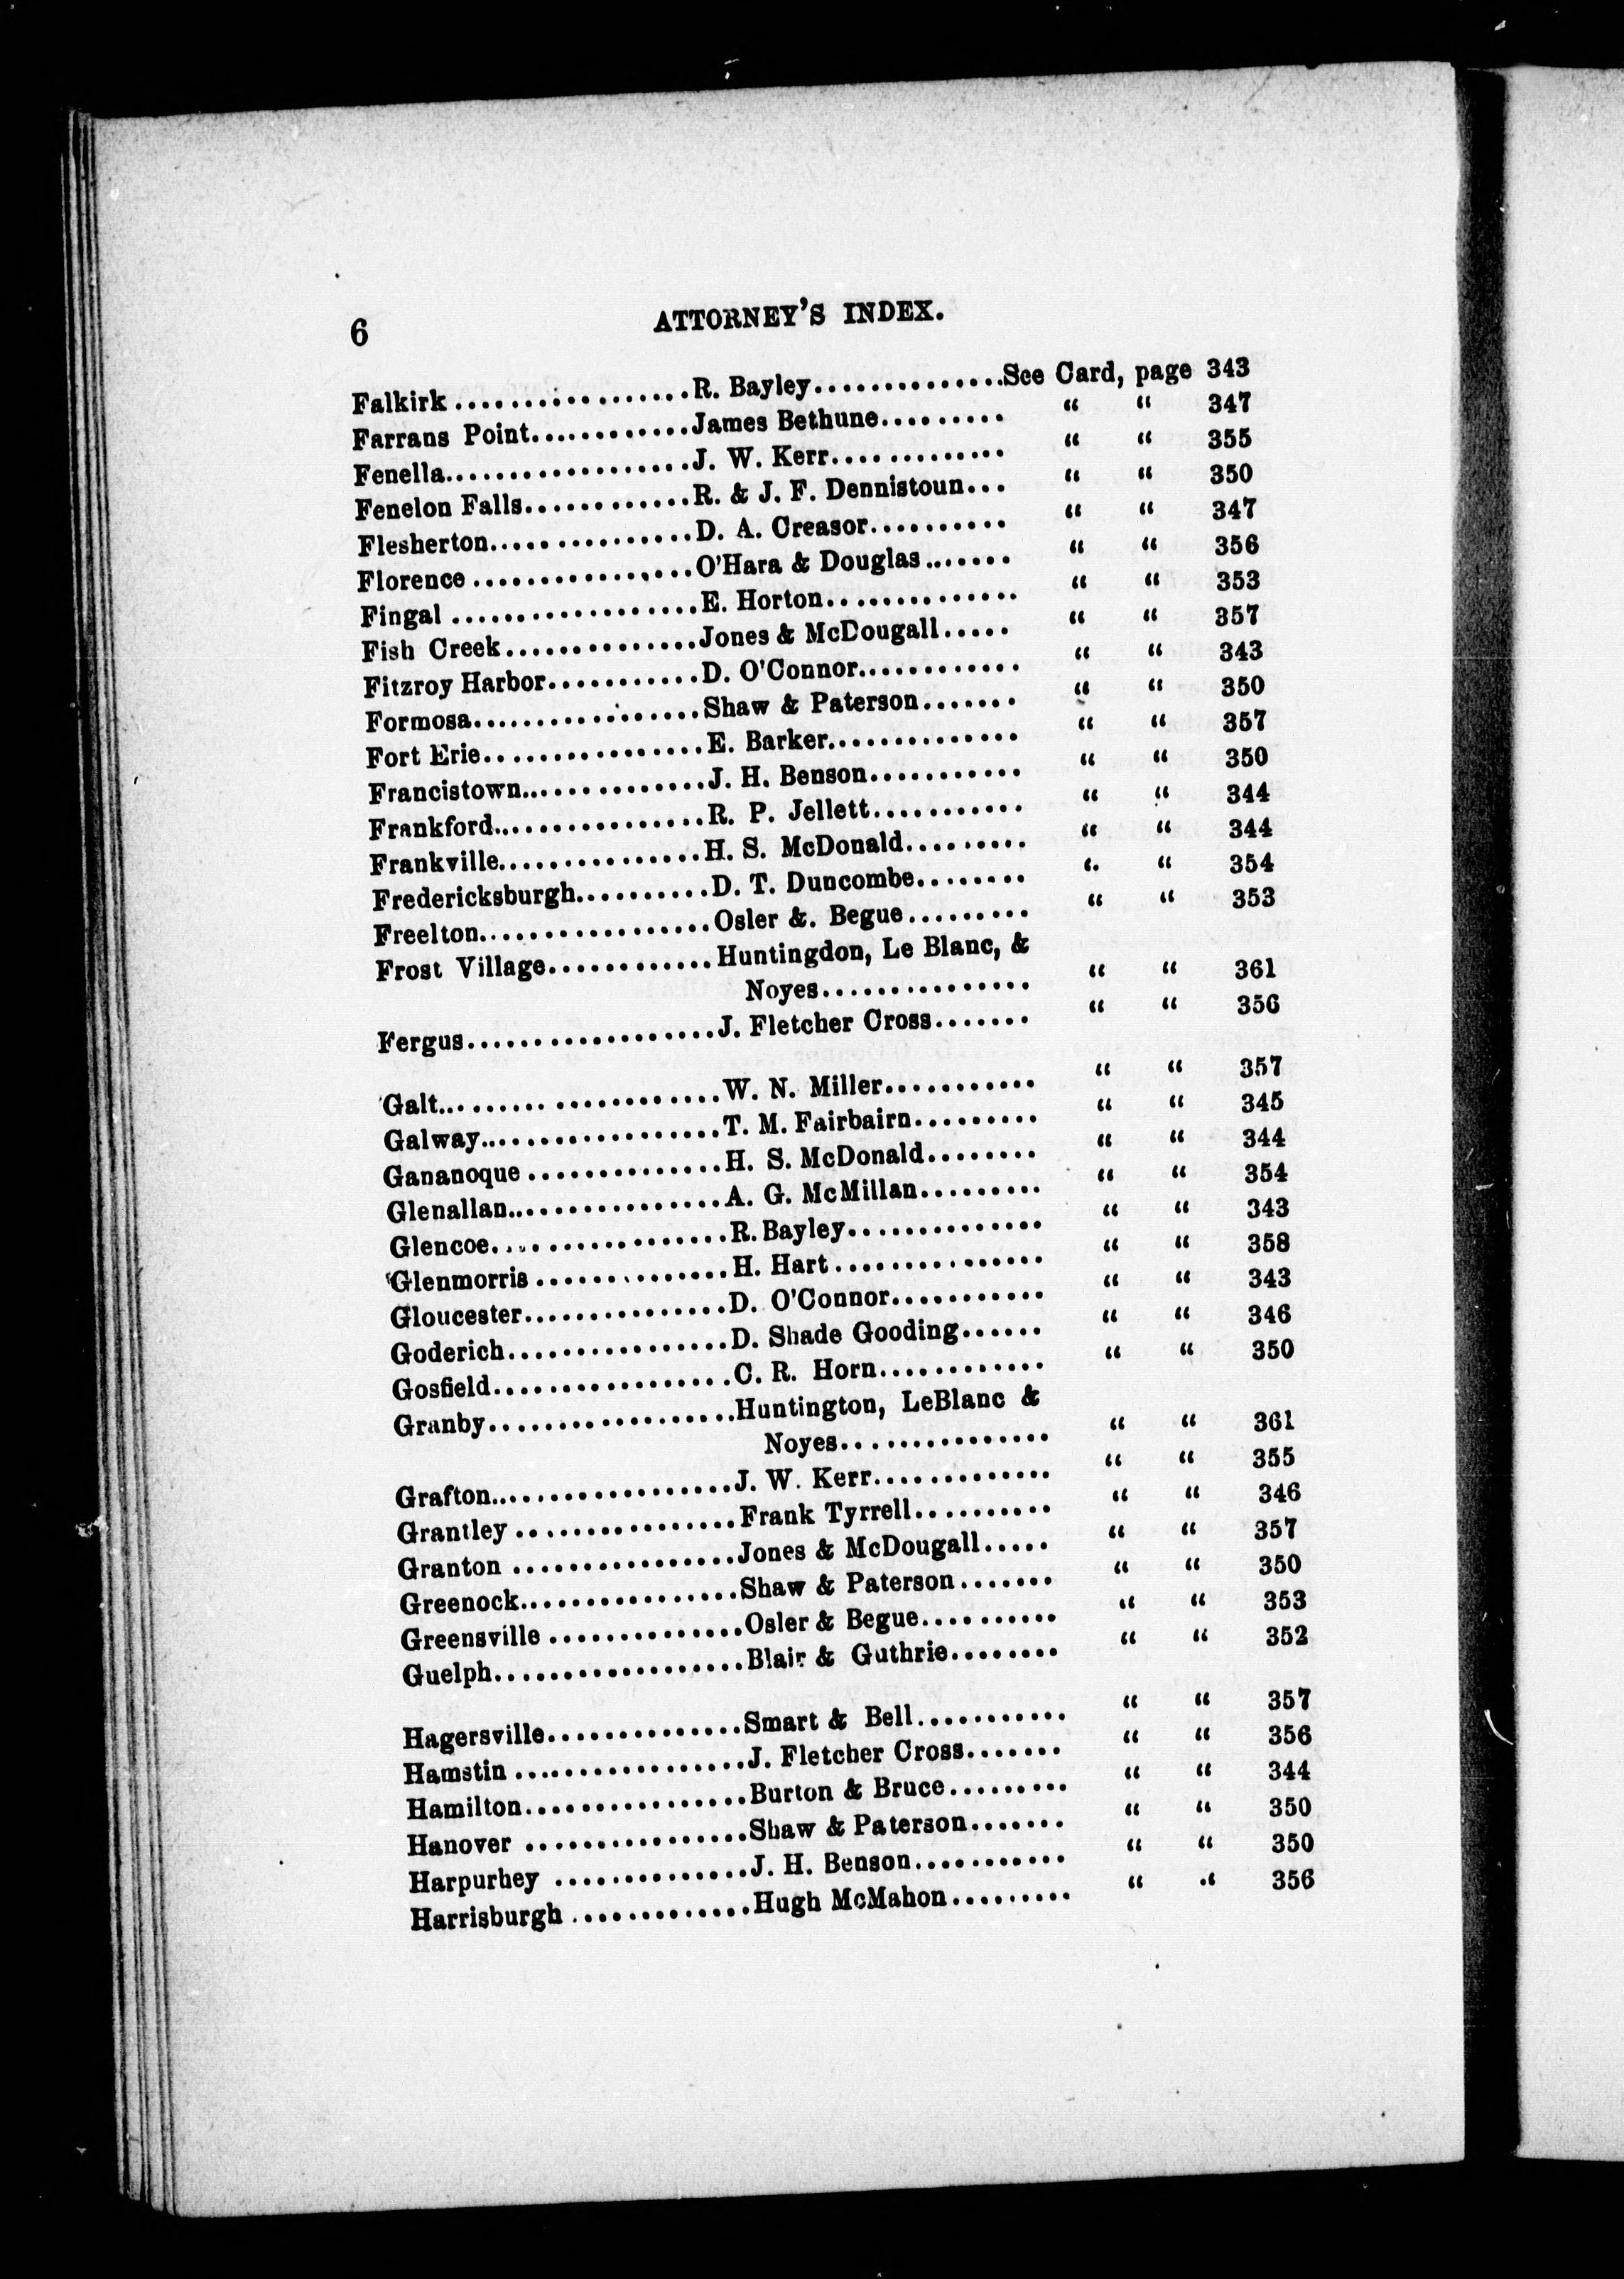 6 ATTORNEY'S INDEX.
Falkirk..................R. Bayley..............See Card, page 343
Farrans Point............James Bethune......... " " 347
Fenella..................J. W. Kerr............. " " 355
Fenelon Falls............R. & J. F. Dennistoun... " " 350
Flesherton...............D. A. Creasor.......... " " 347
Florence.................O'Hara & Douglas....... " " 356
Fingal...................E. Horton.............. " " 353
Fish Creek..............Jones & McDougall..... " " 357
Fitzroy Harbor...........D. O'Connor............ " " 343
Formosa.................Shaw & Paterson....... " " 350
Fort Erie................E. Barker.............. " " 357
Francistown..............J. H. Benson........... " " 350
Frankford................R. P. Jellett........... " " 344
Frankville...............H. S. McDonald......... " " 344
Fredericksburgh..........D. T. Duncombe........ " " 354
Freelton.................Osler &. Begue......... " " 353
Frost Village............Huntingdon, Le Blanc, &
Noyes............... " " 361
Fergus...................J. Fletcher Cross....... " " 356
Galt.....................W. N. Miller........... " " 357
Galway..................T. M. Fairbairn......... " " 345
Gananoque...............H. S. McDonald........ " " 344
Glenallan................A. G. McMillan......... " " 354
Glencoe..................R. Bayley.............. " " 343
Glenmorris..............H. Hart................ " " 358
Gloucester...............D. O'Connor............ " " 343
Goderich.................D. Shade Gooding...... " " 346
Gosfield..................C. R. Horn............. " " 350
Granby...................Huntington, LeBlanc &
Noyes................ " " 361
Grafton..................J. W. Kerr............. " " 355
Grantley.................Frank Tyrrell.......... " " 346
Granton.................Jones & McDougall..... " " 357
Greenock................Shaw & Paterson....... " " 350
Greensville...............Osler & Begue.......... " " 353
Guelph...................Blair & Guthrie........ " " 352
Hagersville...............Smart & Bell........... " " 357
Hamstin..................J. Fletcher Cross....... " " 356
Hamilton.................Burton & Bruce......... " " 344
Hanover.................Shaw & Paterson....... " " 350
Harpurhey...............J. H. Benson........... " " 350
Harrisburgh..............Hugh McMahon......... " " 356